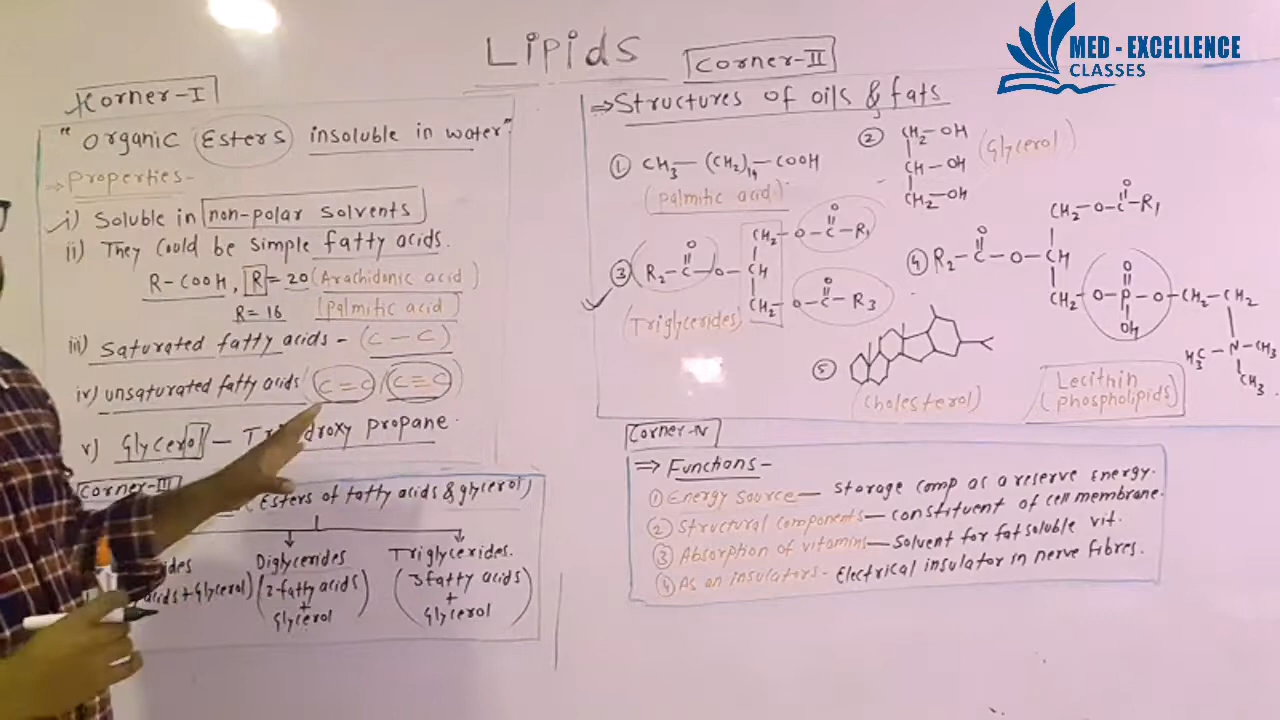 Lipids
MED - EXCELLENCE
CLASSES
Korner-I
"Organic Esters insoluble in water"
⇒ Properties-
i) Soluble in non-polar solvents
ii) They could be simple fatty acids.
R-COOH, R = 20 (Arachidonic acid)
R = 16 (palmitic acid)
iii) Saturated fatty acids - (C - C)
iv) unsaturated fatty acids (C = C) (C ≡ C)
v) Glycerol - Tri droxy propane.
Corner-II
⇒ Structures of oils & fats
① CH3 - (CH2)14 - COOH
(palmitic acid)
② CH2 - OH
CH - OH
CH2 - OH
(Glycerol)
③ CH2 - O - C - R1
O
R2 - C - O - CH
O
CH2 - O - C - R3
O
(Triglycerides)
④ CH2 - O - C - R1
O
R2 - C - O - CH
O
CH2 - O - P - O - CH2 - CH2
O
OH
H3C - N - CH3
CH3
Lecithin
(phospholipids)
⑤
(Cholesterol)
Corner-III
(Esters of fatty acids & glycerol)
ides
acids + Glycerol)
Diglycerides
(2-fatty acids
+
Glycerol
Triglycerides.
(3 fatty acids
+
Glycerol
Corner-IV
⇒ Functions -
① Energy Source - Storage comp as a reserve energy.
② Structural components - constituent of cell membrane.
③ Absorption of vitamins - Solvent for fat soluble vit.
④ As an insulators - Electrical insulator in nerve fibres.